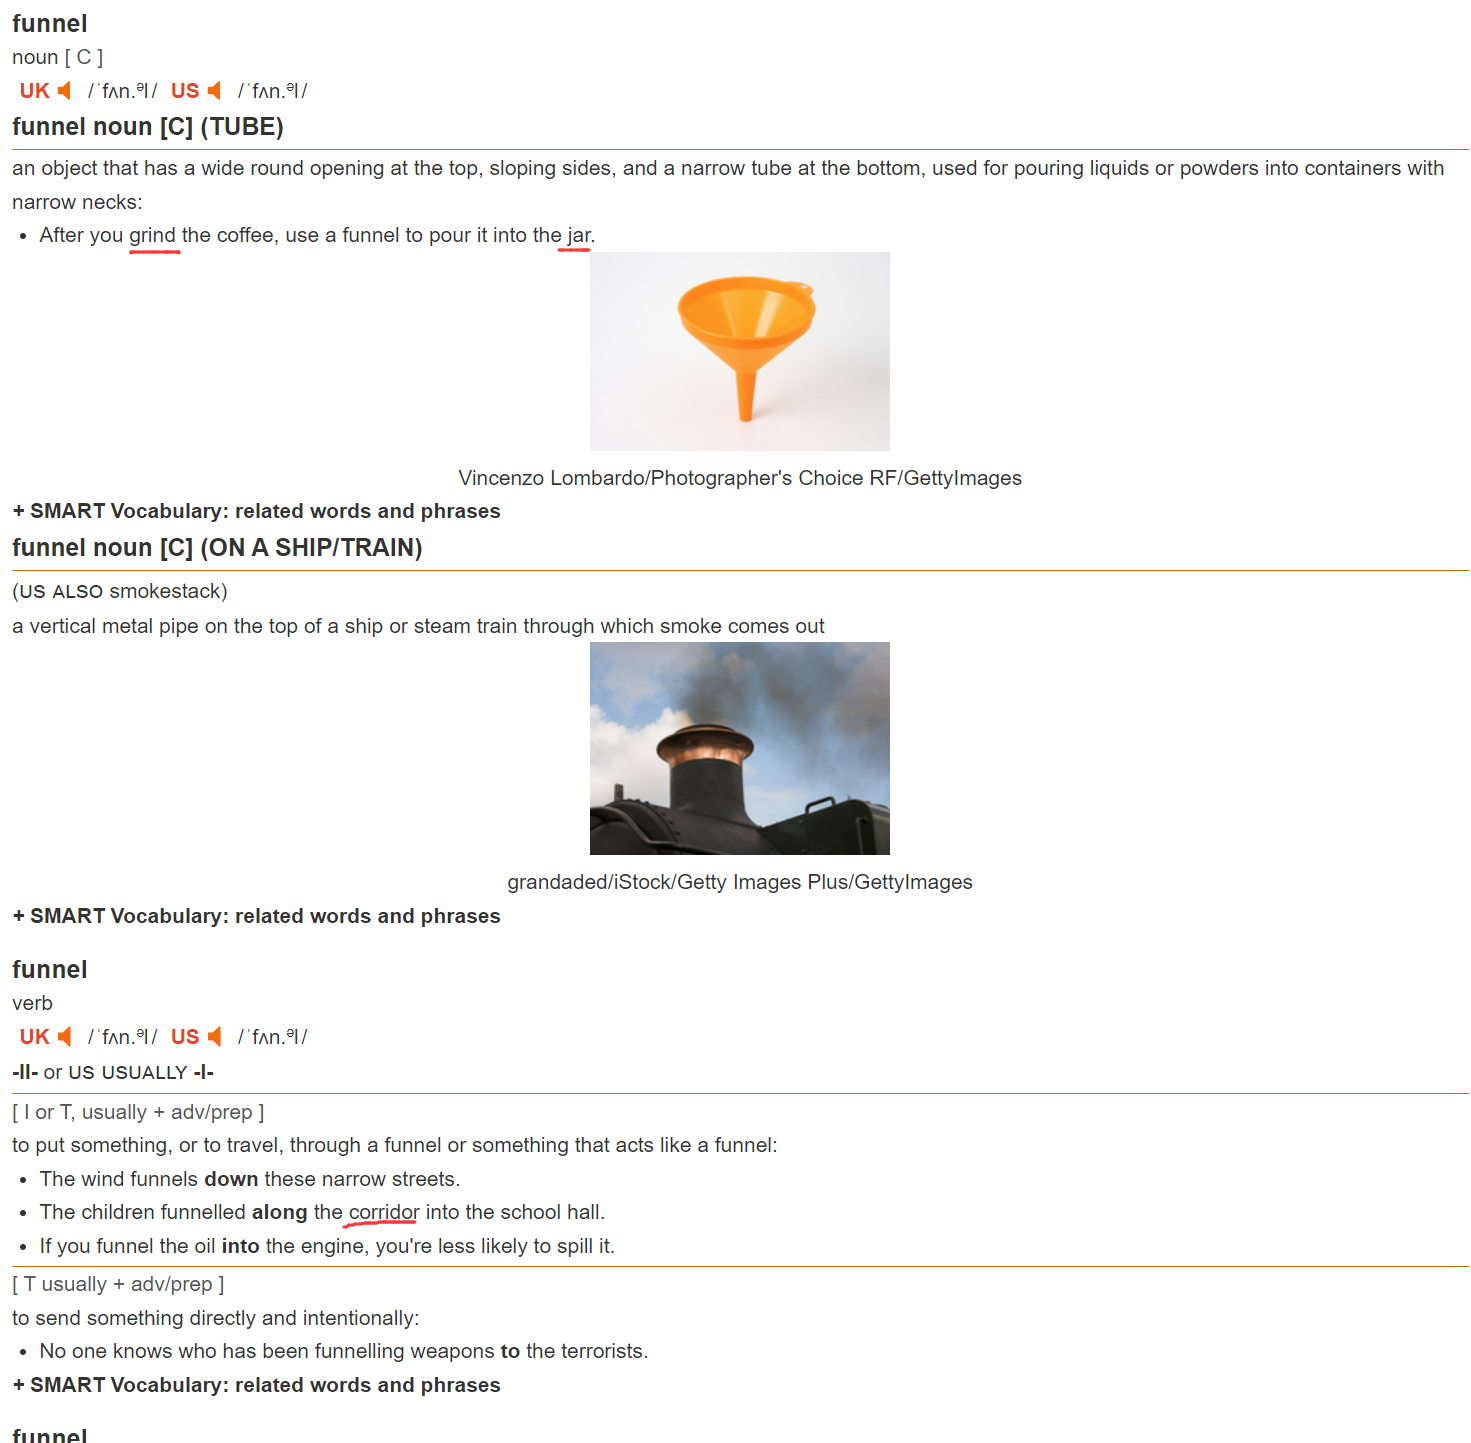 funnel
noun [ C ]
UK /ˈfʌn.ᵊl/ US /ˈfʌn.ᵊl/
funnel noun [C] (TUBE)
an object that has a wide round opening at the top, sloping sides, and a narrow tube at the bottom, used for pouring liquids or powders into containers with
narrow necks:
• After you grind the coffee, use a funnel to pour it into the jar.
Vincenzo Lombardo/Photographer's Choice RF/GettyImages
+ SMART Vocabulary: related words and phrases
funnel noun [C] (ON A SHIP/TRAIN)
(US ALSO smokestack)
a vertical metal pipe on the top of a ship or steam train through which smoke comes out
grandaded/iStock/Getty Images Plus/GettyImages
+ SMART Vocabulary: related words and phrases
funnel
verb
UK /ˈfʌn.ᵊl/ US /ˈfʌn.ᵊl/
-ll- or US USUALLY -l-
[ I or T, usually + adv/prep ]
to put something, or to travel, through a funnel or something that acts like a funnel:
• The wind funnels down these narrow streets.
• The children funnelled along the corridor into the school hall.
• If you funnel the oil into the engine, you're less likely to spill it.
[ T usually + adv/prep ]
to send something directly and intentionally:
• No one knows who has been funnelling weapons to the terrorists.
+ SMART Vocabulary: related words and phrases
funnel